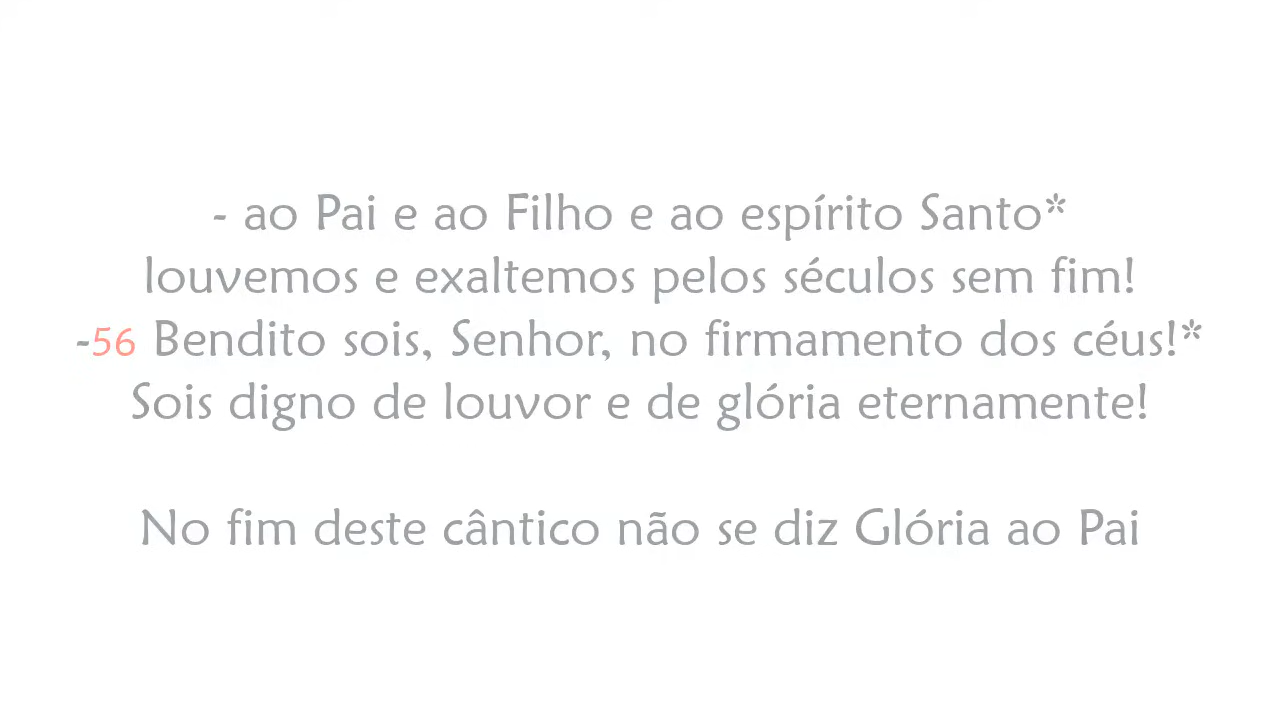 - ao Pai e ao Filho e ao espírito Santo*
louvemos e exaltemos pelos séculos sem fim!
-56 Bendito sois, Senhor, no firmamento dos céus!*
Sois digno de louvor e de glória eternamente!
No fim deste cântico não se diz Glória ao Pai